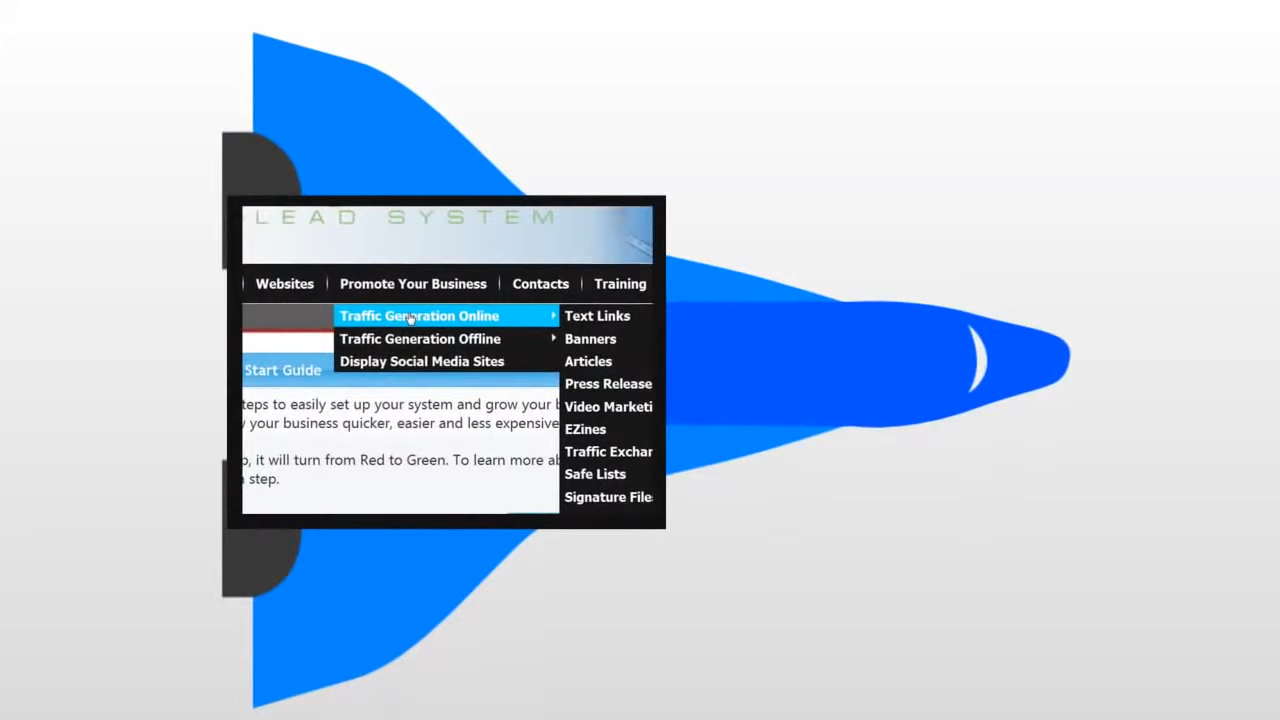 LEAD SYSTEM
Websites Promote Your Business Contacts Training
Traffic Generation Online Text Links
Traffic Generation Offline Banners
Display Social Media Sites Articles
Start Guide Press Release
teps to easily set up your system and grow your b Video Marketi
your business quicker, easier and less expensive EZines
, it will turn from Red to Green. To learn more ab Traffic Exchan
step. Safe Lists
Signature File